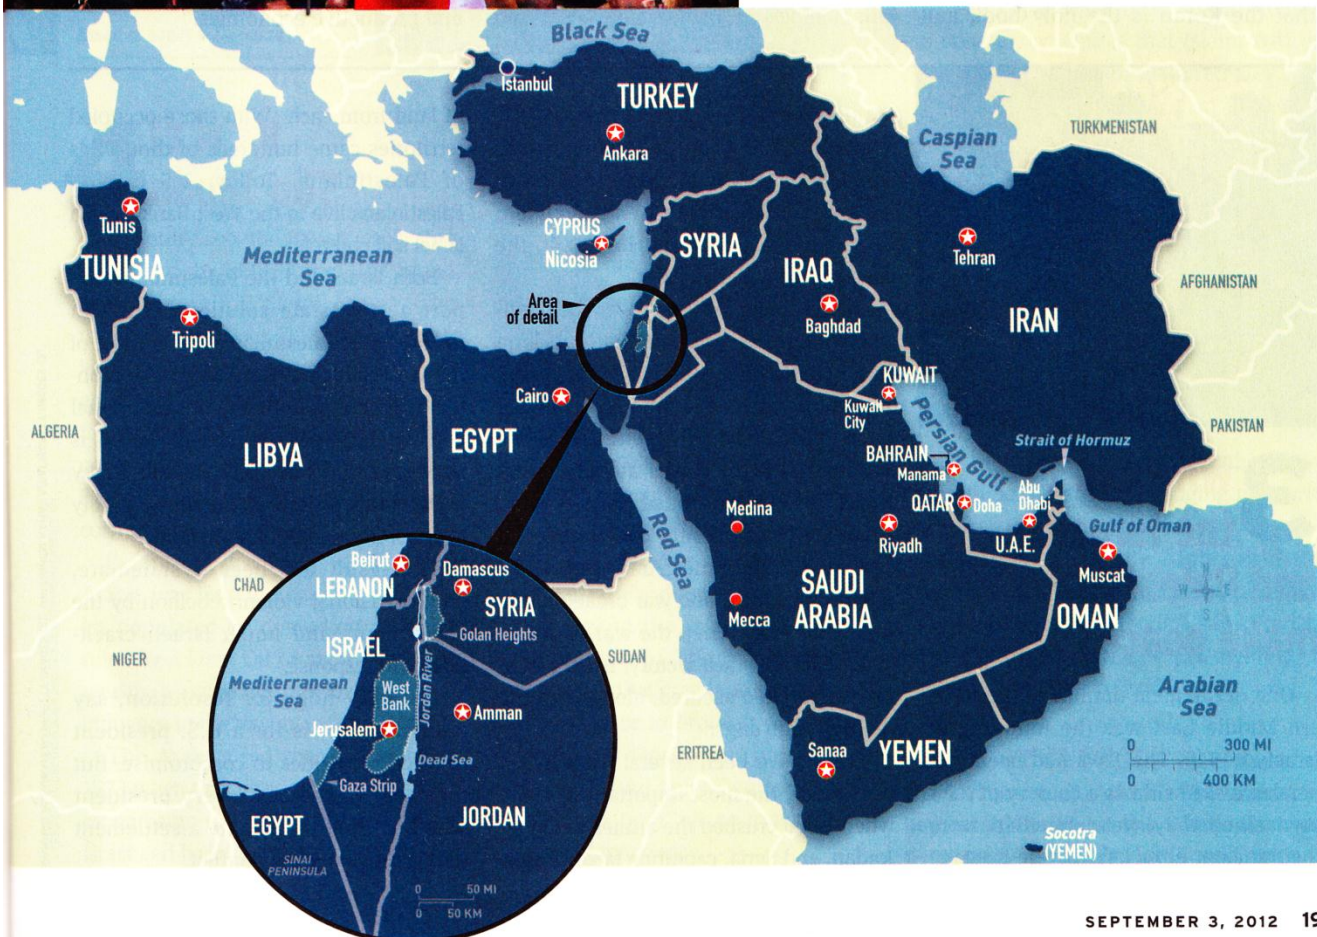 Black Sea
Istanbul
TURKEY
Ankara
Caspian
Sea
TURKMENISTAN
Tunis
TUNISIA
Mediterranean
Sea
CYPRUS
Nicosia
SYRIA
IRAQ
Baghdad
Tehran
IRAN
AFGHANISTAN
Area
of detail
Tripoli
Cairo
KUWAIT
Kuwait
City
Persian Gulf
PAKISTAN
ALGERIA
LIBYA
EGYPT
Strait of Hormuz
BAHRAIN
Manama
QATAR
Doha
Abu
Dhabi
U.A.E.
Gulf of Oman
Medina
Riyadh
Muscat
Red Sea
Mecca
SAUDI
ARABIA
OMAN
N
W
E
S
CHAD
NIGER
SUDAN
ERITREA
Sanaa
YEMEN
Arabian
Sea
0 300 MI
0 400 KM
Socotra
(YEMEN)
Beirut
LEBANON
Damascus
SYRIA
Golan Heights
ISRAEL
Mediterranean
Sea
West
Bank
Jordan River
Jerusalem
Amman
Dead Sea
Gaza Strip
EGYPT
JORDAN
SINAI
PENINSULA
0 50 MI
0 50 KM
SEPTEMBER 3, 2012 19